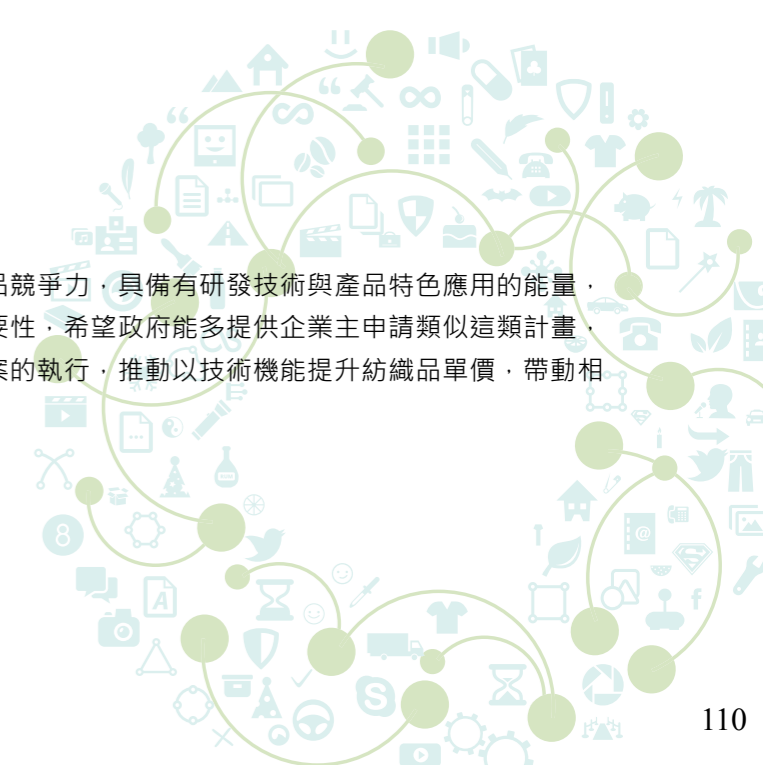 品競爭力，具備有研發技術與產品特色應用的能量，
要性，希望政府能多提供企業主申請類似這類計畫，
案的執行，推動以技術機能提升紡織品單價，帶動相
110